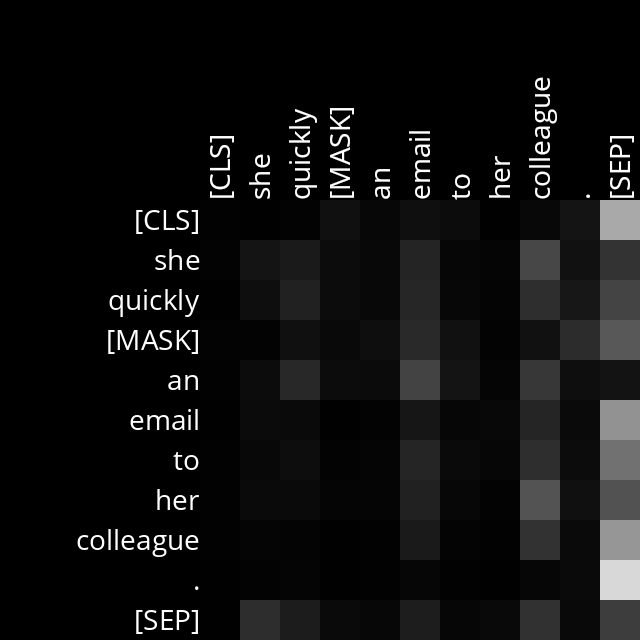 [CLS] she quickly [MASK] an email to her colleague . [SEP]
[CLS]
she
quickly
[MASK]
an
email
to
her
colleague
.
[SEP]